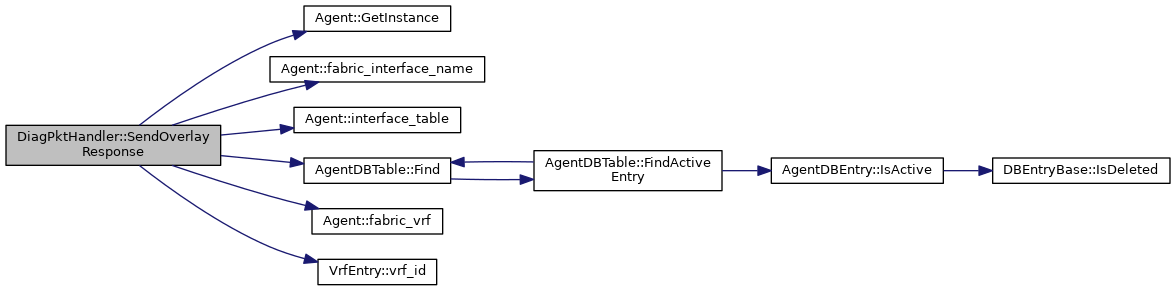 DiagPktHandler::SendOverlay
Response
Agent::GetInstance
Agent::fabric_interface_name
Agent::interface_table
AgentDBTable::Find
AgentDBTable::FindActive
Entry
AgentDBEntry::IsActive
DBEntryBase::IsDeleted
Agent::fabric_vrf
VrfEntry::vrf_id